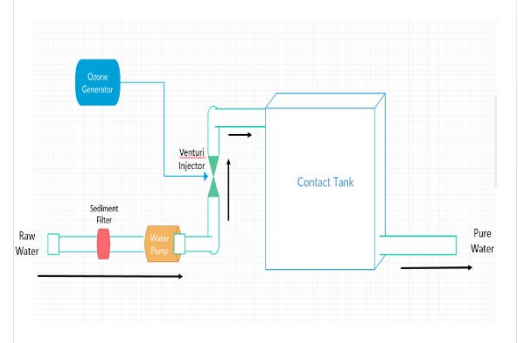 Ozone
Generator
Venturi
Injector
Contact Tank
Sediment
Filter
Raw
Water
Water
Pump
Pure
Water